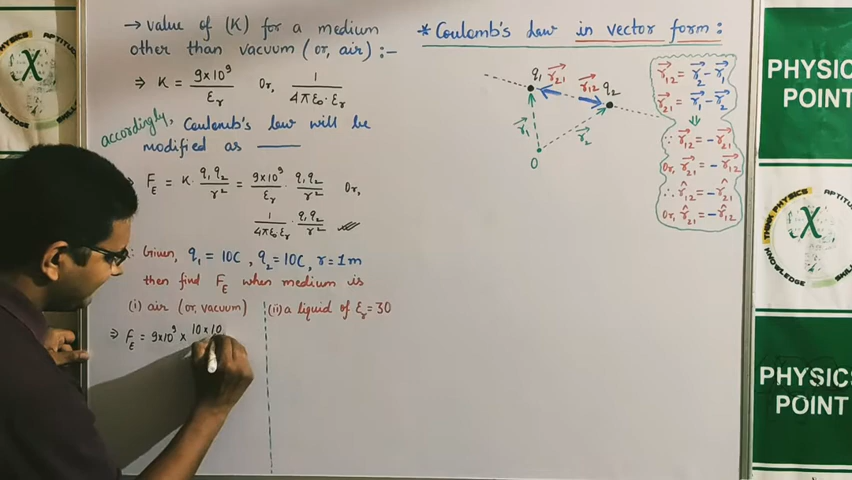 → value of (K) for a medium
other than vacuum (or, air) :-
⇒ K = 9×10⁹/εᵣ Or, 1/4πε₀·εᵣ
accordingly, Coulomb's law will be
modified as ——
F_E = K · q₁q₂/r² = 9×10⁹/εᵣ · q₁q₂/r² Or,
1/4πε₀εᵣ · q₁q₂/r²
: Given, q₁ = 10C, q₂ = 10C, r = 1m
then find F_E when medium is
(i) air (or, vacuum)
⇒ F_E = 9×10⁹ × 10×10
(ii) a liquid of εᵣ = 30
* Coulomb's Law in vector form :
q₁ r⃗₂₁ r⃗₁₂ q₂
r⃗₁ r⃗₂
O
r⃗₁₂ = r⃗₂ - r⃗₁
r⃗₂₁ = r⃗₁ - r⃗₂
⇓
∴ r⃗₁₂ = -r⃗₂₁
Or, r⃗₂₁ = -r⃗₁₂
∴ r̂₁₂ = -r̂₂₁
Or, r̂₂₁ = -r̂₁₂
PHYSICS
POINT
THINK PHYSICS
APTITUDE
KNOWLEDGE
PHYSICS
POINT